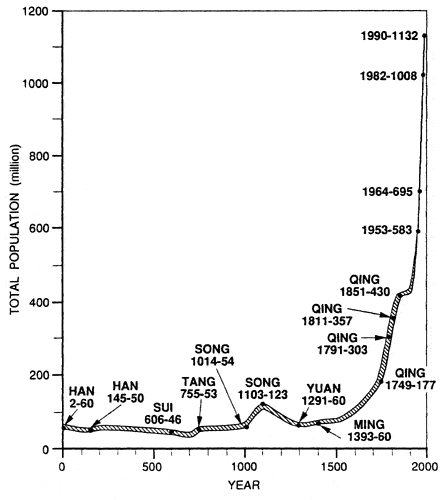 1200
1000
800
600
400
200
0
TOTAL POPULATION (million)
1990-1132
1982-1008
1964-695
1953-583
QING
1851-430
QING
1811-357
QING
1791-303
QING
1749-177
HAN
2-60
HAN
145-50
SUI
606-46
TANG
755-53
SONG
1014-54
SONG
1103-123
YUAN
1291-60
MING
1393-60
0
500
1000
1500
2000
YEAR